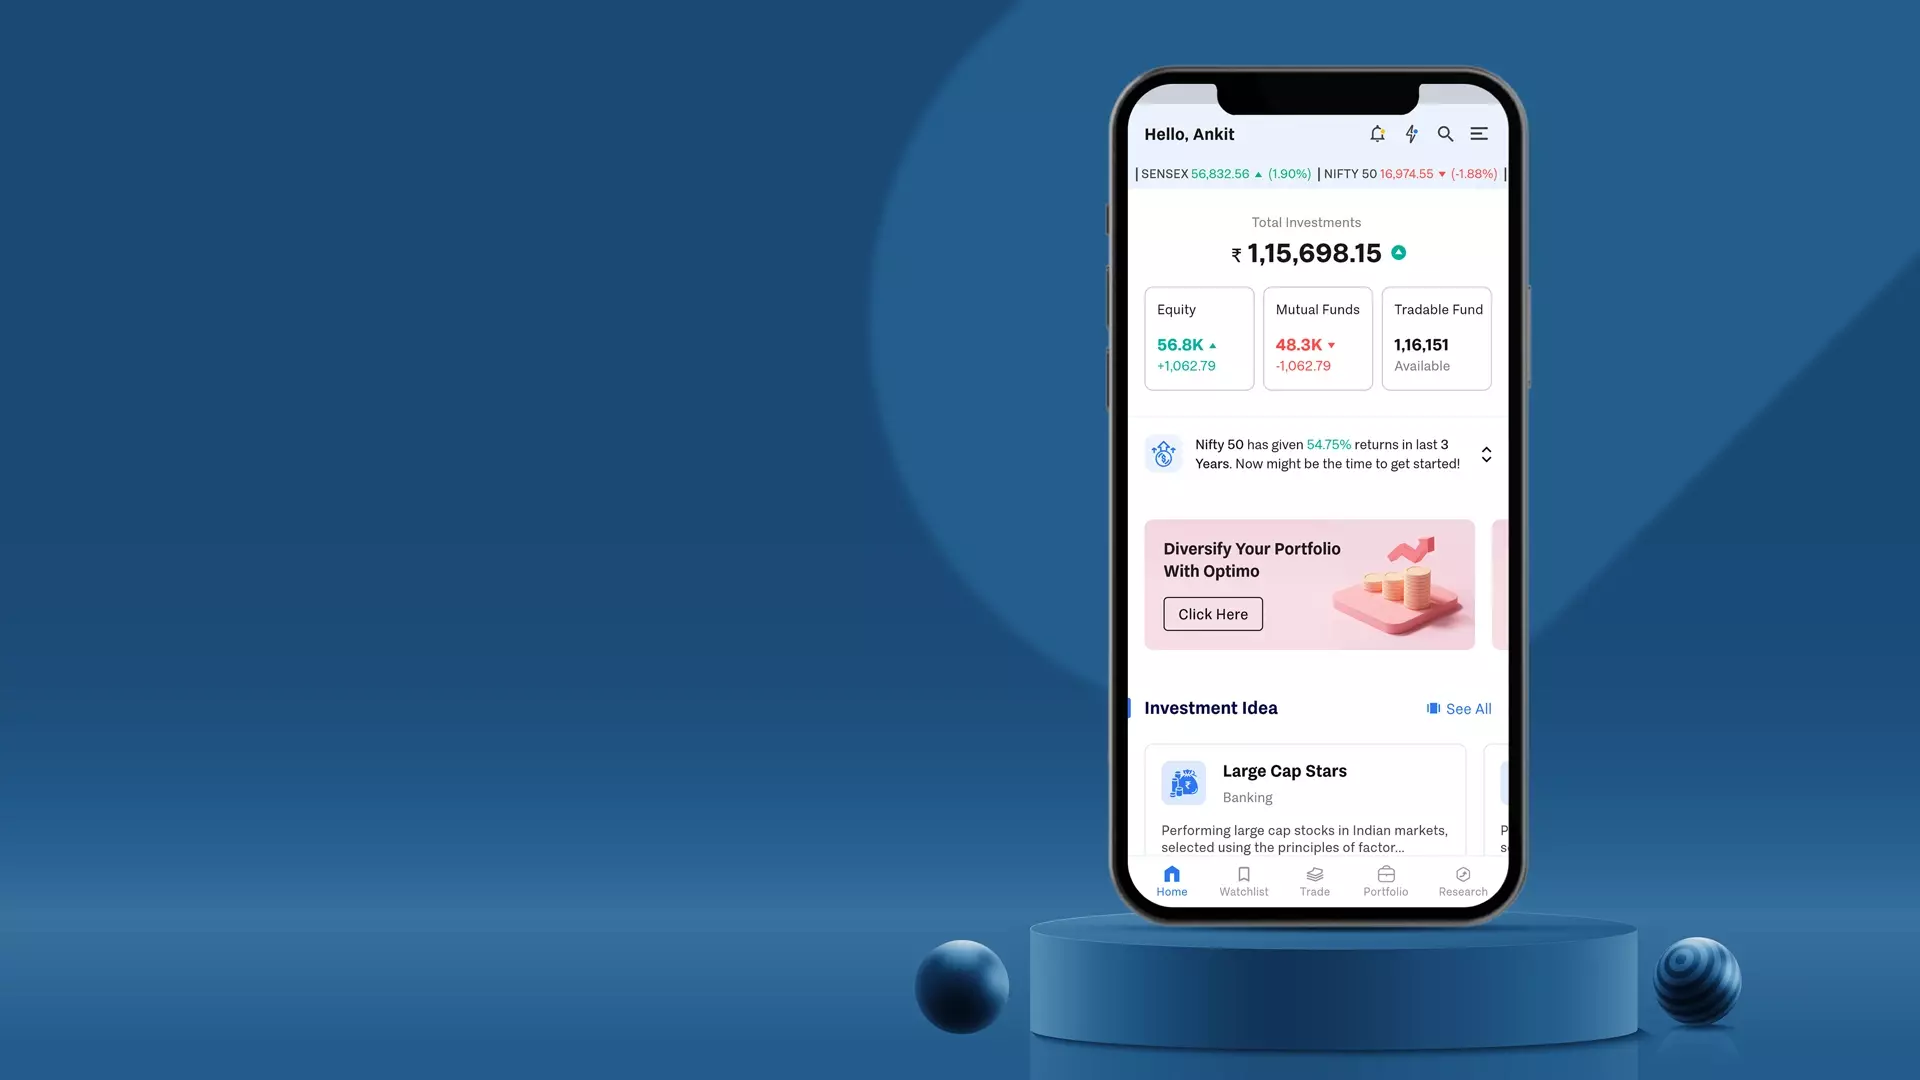 Hello, Ankit
| SENSEX 56,832.56 ▲ (1.90%) | NIFTY 50 16,974.55 ▼ (-1.88%) |
Total Investments
₹ 1,15,698.15
Equity
56.8K ▲
+1,062.79
Mutual Funds
48.3K ▼
-1,062.79
Tradable Fund
1,16,151
Available
Nifty 50 has given 54.75% returns in last 3
Years. Now might be the time to get started!
Diversify Your Portfolio
With Optimo
Click Here
Investment Idea
See All
Large Cap Stars
Banking
Performing large cap stocks in Indian markets,
selected using the principles of factor...
Home
Watchlist
Trade
Portfolio
Research